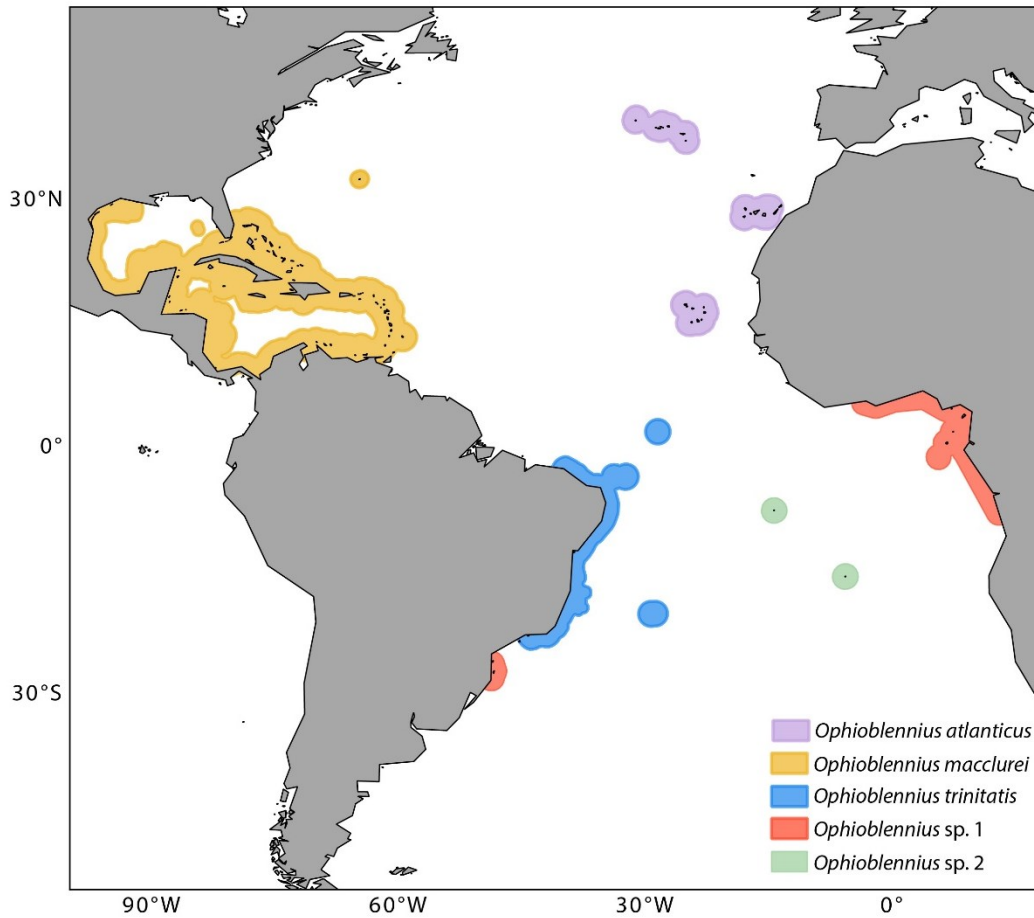 30°N
0°
30°S
Ophioblennius atlanticus
Ophioblennius macclurei
Ophioblennius trinitatis
Ophioblennius sp. 1
Ophioblennius sp. 2
90°W
60°W
30°W
0°